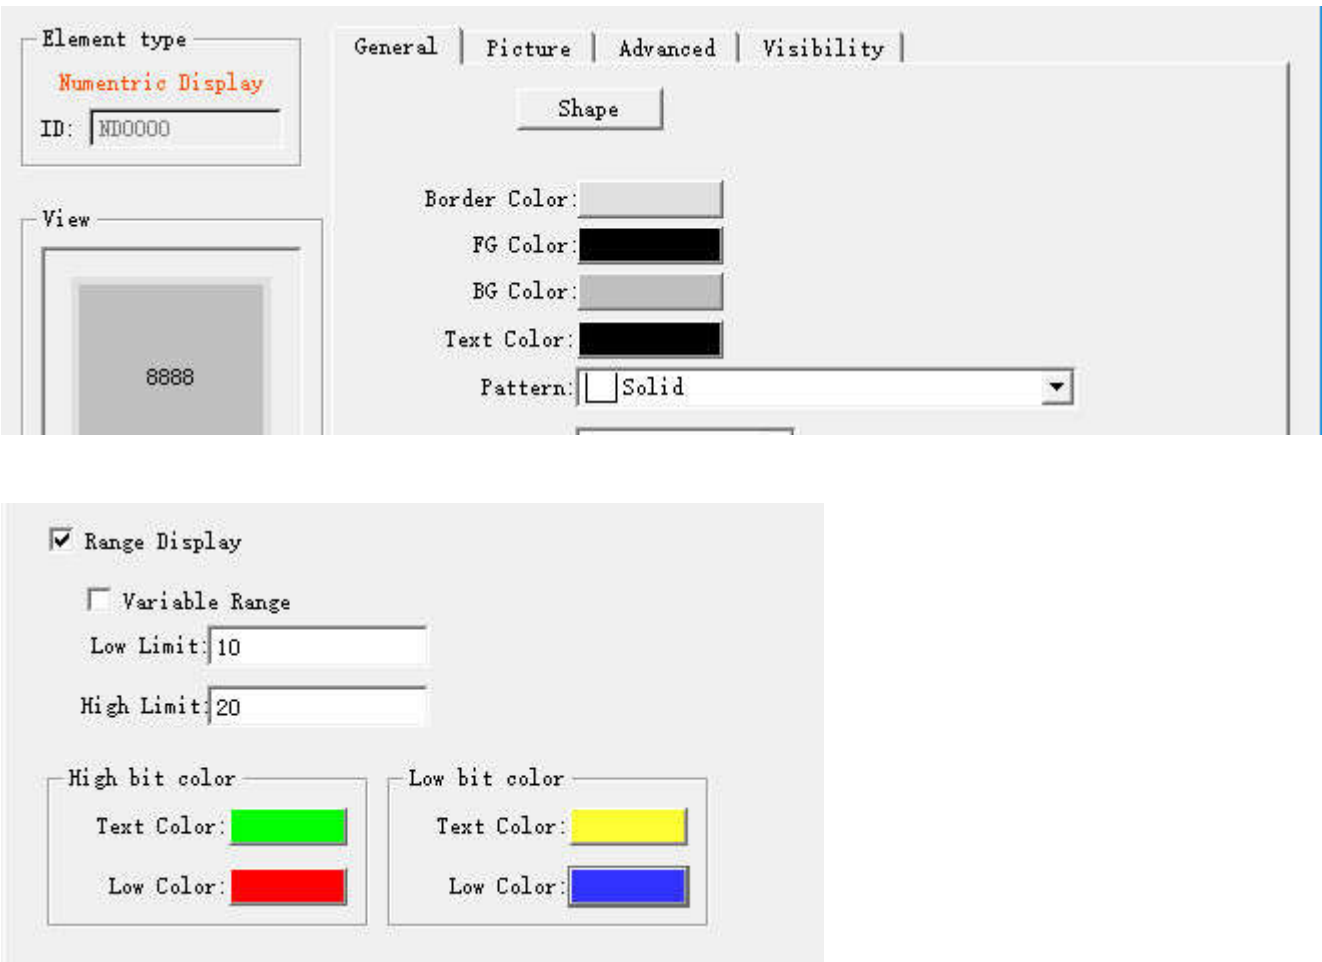 Element type
Numentric Display
ID: ND0000
View
8888
General Picture Advanced Visibility
Shape
Border Color:
FG Color:
BG Color:
Text Color:
Pattern: Solid
Range Display
Variable Range
Low Limit: 10
High Limit: 20
High bit color
Text Color:
Low Color:
Low bit color
Text Color:
Low Color: